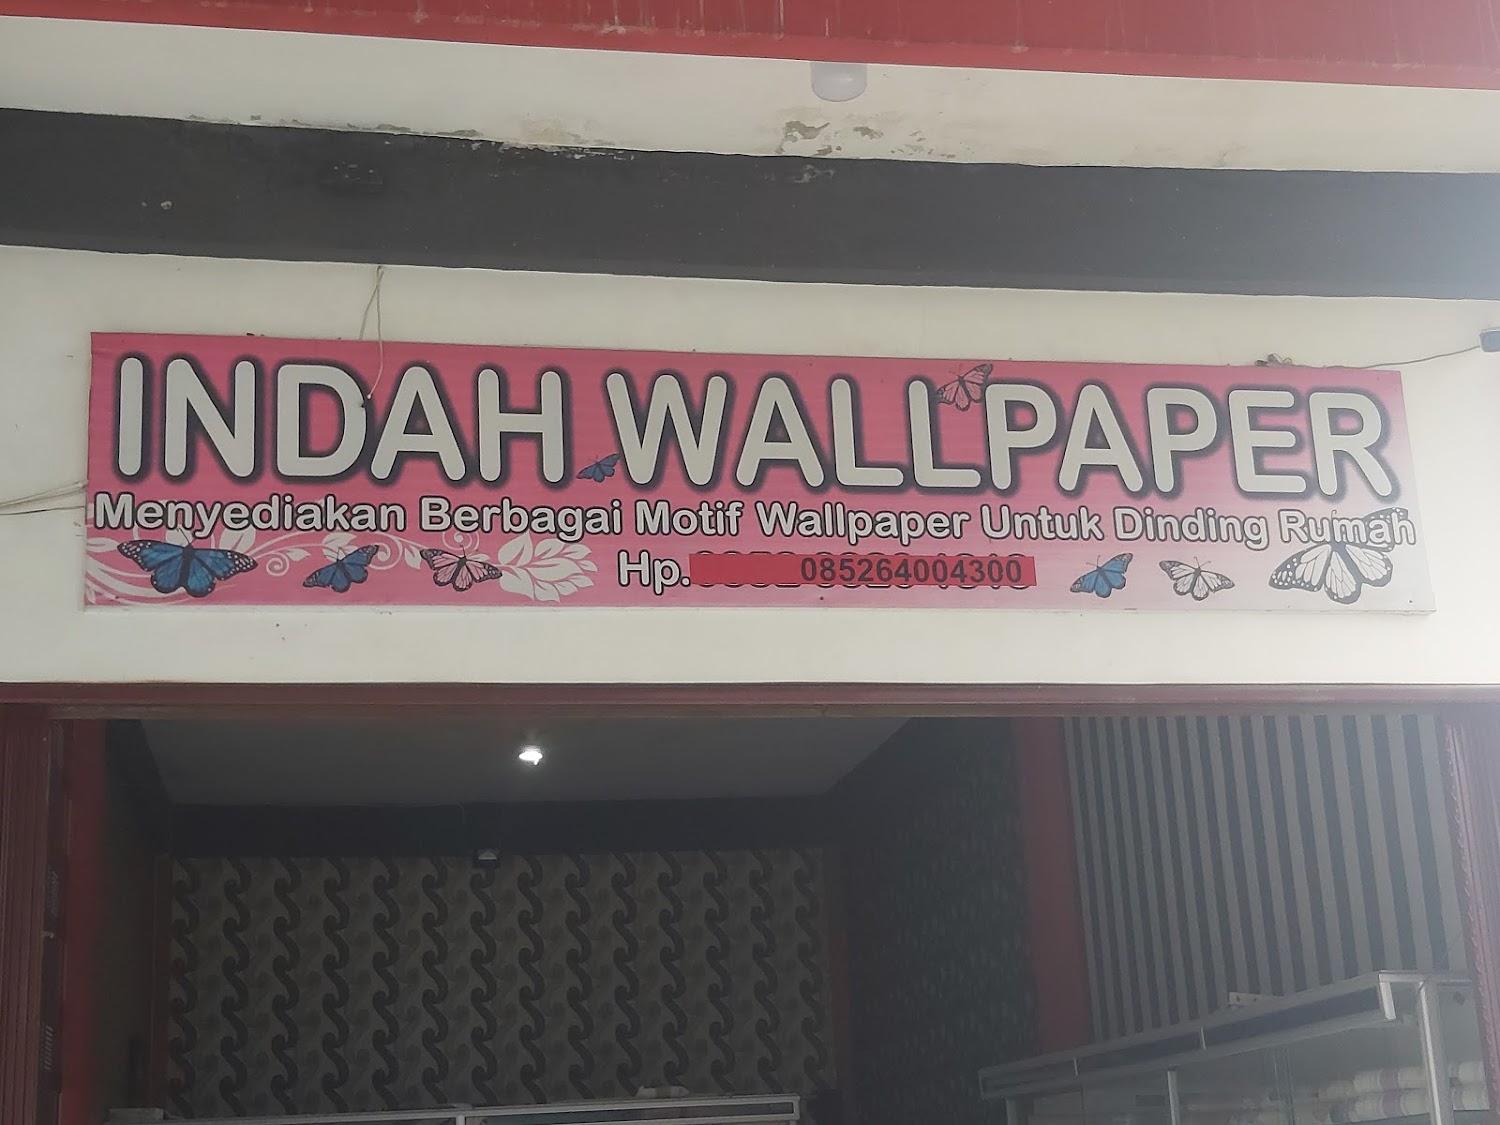 INDAH WALLPAPER
Menyediakan Berbagai Motif Wallpaper Untuk Dinding Rumah
Hp. 085264004300